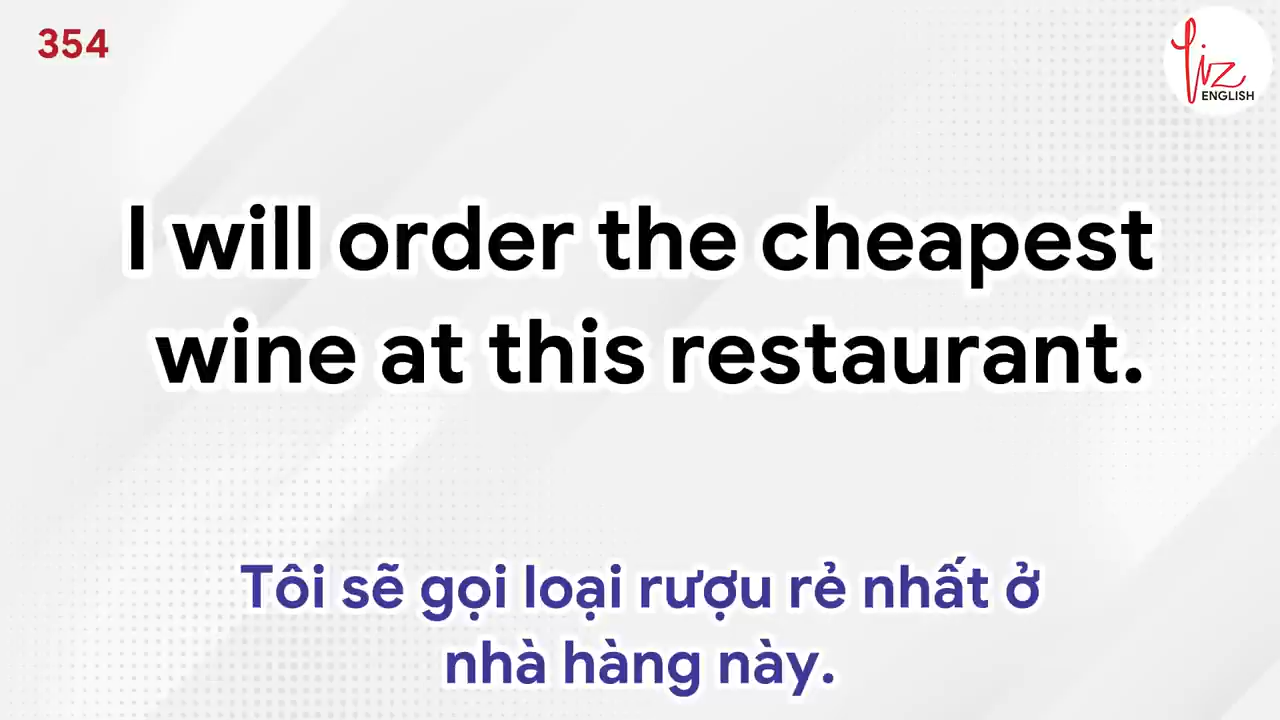 354
Liz
ENGLISH
I will order the cheapest
wine at this restaurant.
Tôi sẽ gọi loại rượu rẻ nhất ở
nhà hàng này.